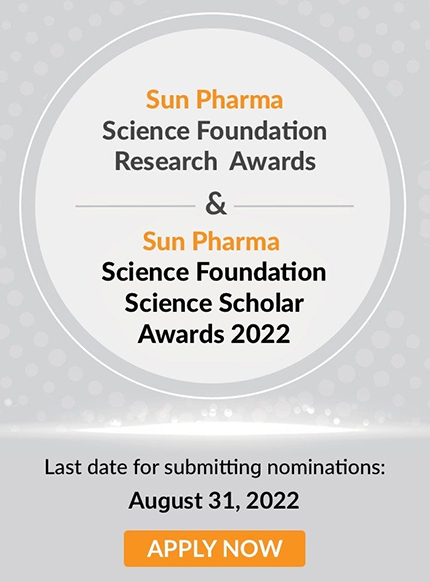 Sun Pharma
Science Foundation
Research Awards
&
Sun Pharma
Science Foundation
Science Scholar
Awards 2022
Last date for submitting nominations:
August 31, 2022
APPLY NOW